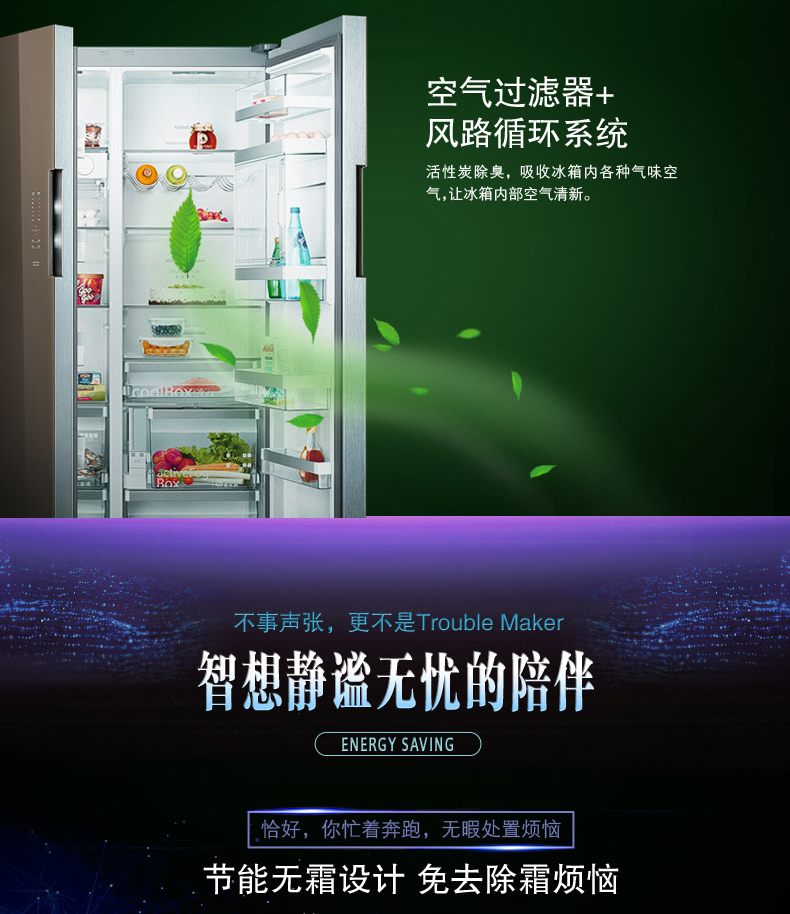 空气过滤器+
风路循环系统
活性炭除臭，吸收冰箱内各种气味空
气,让冰箱内部空气清新。
coolBox
activeFog
Box
不事声张，更不是Trouble Maker
智想静谧无忧的陪伴
ENERGY SAVING
恰好，你忙着奔跑，无暇处置烦恼
节能无霜设计 免去除霜烦恼